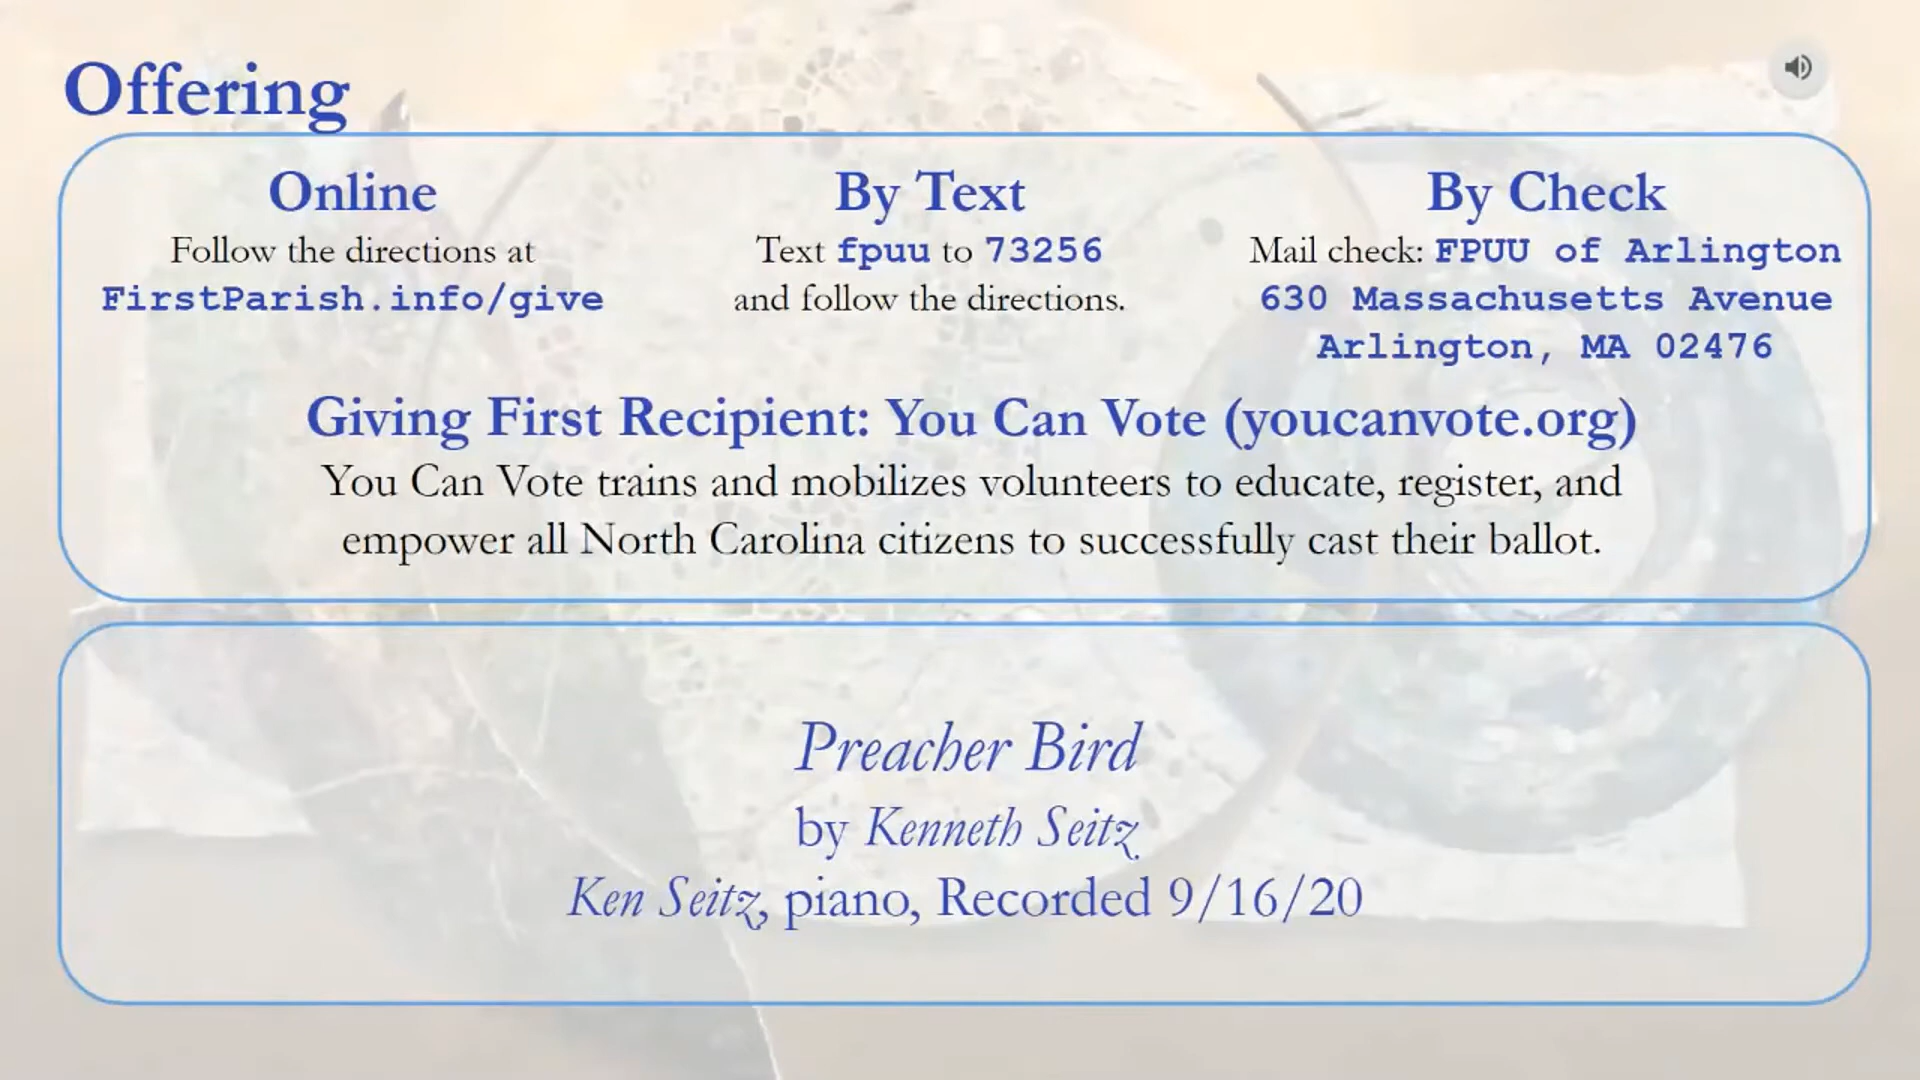 Offering
Online
Follow the directions at
FirstParish.info/give
By Text
Text fpuu to 73256
and follow the directions.
By Check
Mail check: FPUU of Arlington
630 Massachusetts Avenue
Arlington, MA 02476
Giving First Recipient: You Can Vote (youcanvote.org)
You Can Vote trains and mobilizes volunteers to educate, register, and
empower all North Carolina citizens to successfully cast their ballot.
Preacher Bird
by Kenneth Seitz
Ken Seitz, piano, Recorded 9/16/20